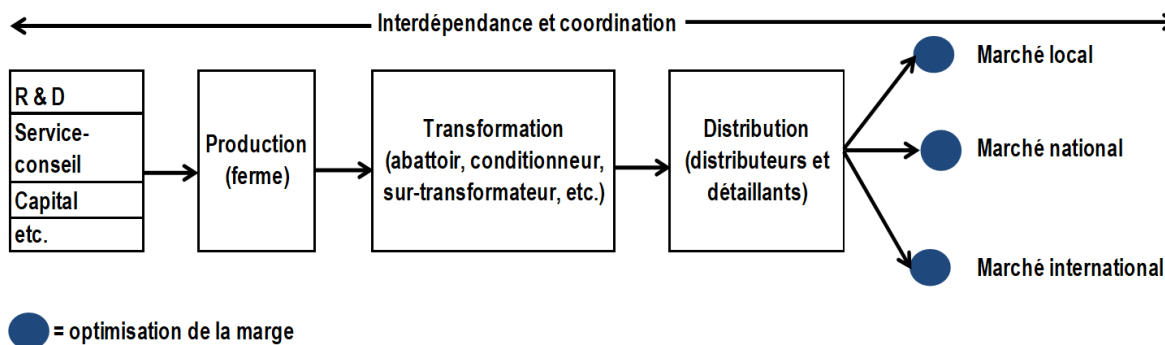 Interdépendance et coordination
R & D
Service-
conseil
Capital
etc.
Production
(ferme)
Transformation
(abattoir, conditionneur,
sur-transformateur, etc.)
Distribution
(distributeurs et
détaillants)
Marché local
Marché national
Marché international
= optimisation de la marge